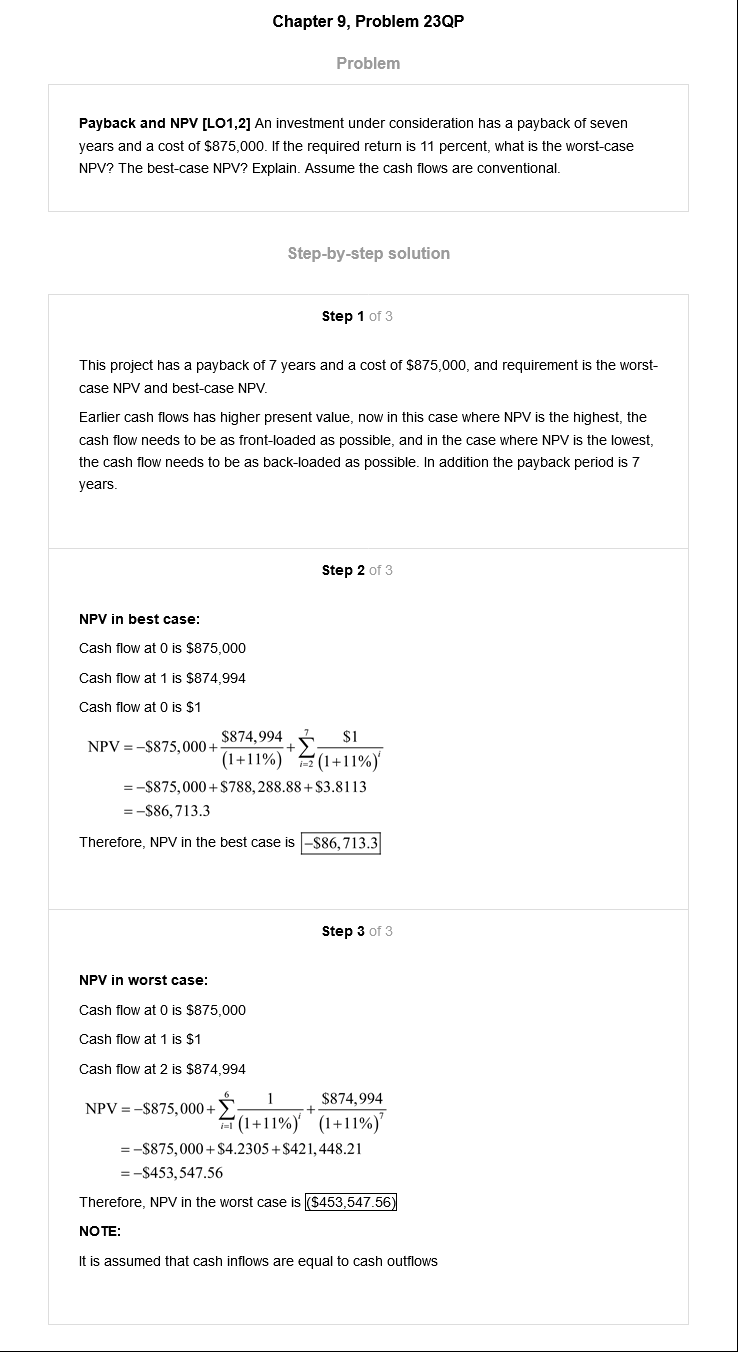 Chapter 9, Problem 23QP
Problem
Payback and NPV [LO1,2] An investment under consideration has a payback of seven
years and a cost of $875,000. If the required return is 11 percent, what is the worst-case
NPV? The best-case NPV? Explain. Assume the cash flows are conventional.
Step-by-step solution
Step 1 of 3
This project has a payback of 7 years and a cost of $875,000, and requirement is the worst-
case NPV and best-case NPV.
Earlier cash flows has higher present value, now in this case where NPV is the highest, the
cash flow needs to be as front-loaded as possible, and in the case where NPV is the lowest,
the cash flow needs to be as back-loaded as possible. In addition the payback period is 7
years.
Step 2 of 3
NPV in best case:
Cash flow at 0 is $875,000
Cash flow at 1 is $874,994
Cash flow at 0 is $1
NPV = −$875,000 + $874,994/(1+11%) + ∑_{i=2}^{7} $1/(1+11%)^i
= −$875,000 + $788,288.88 + $3.8113
= −$86,713.3
Therefore, NPV in the best case is −$86,713.3
Step 3 of 3
NPV in worst case:
Cash flow at 0 is $875,000
Cash flow at 1 is $1
Cash flow at 2 is $874,994
NPV = −$875,000 + ∑_{i=1}^{6} 1/(1+11%)^i + $874,994/(1+11%)^7
= −$875,000 + $4.2305 + $421,448.21
= −$453,547.56
Therefore, NPV in the worst case is ($453,547.56)
NOTE:
It is assumed that cash inflows are equal to cash outflows